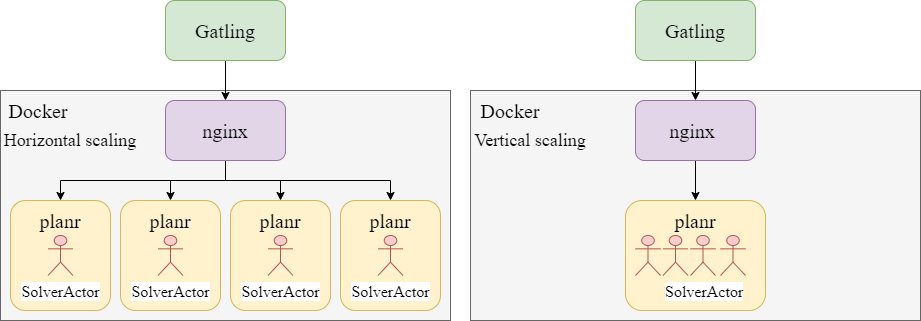 Gatling
Docker
Horizontal scaling
nginx
planr
planr
planr
planr
SolverActor
SolverActor
SolverActor
SolverActor
Gatling
Docker
Vertical scaling
nginx
planr
SolverActor